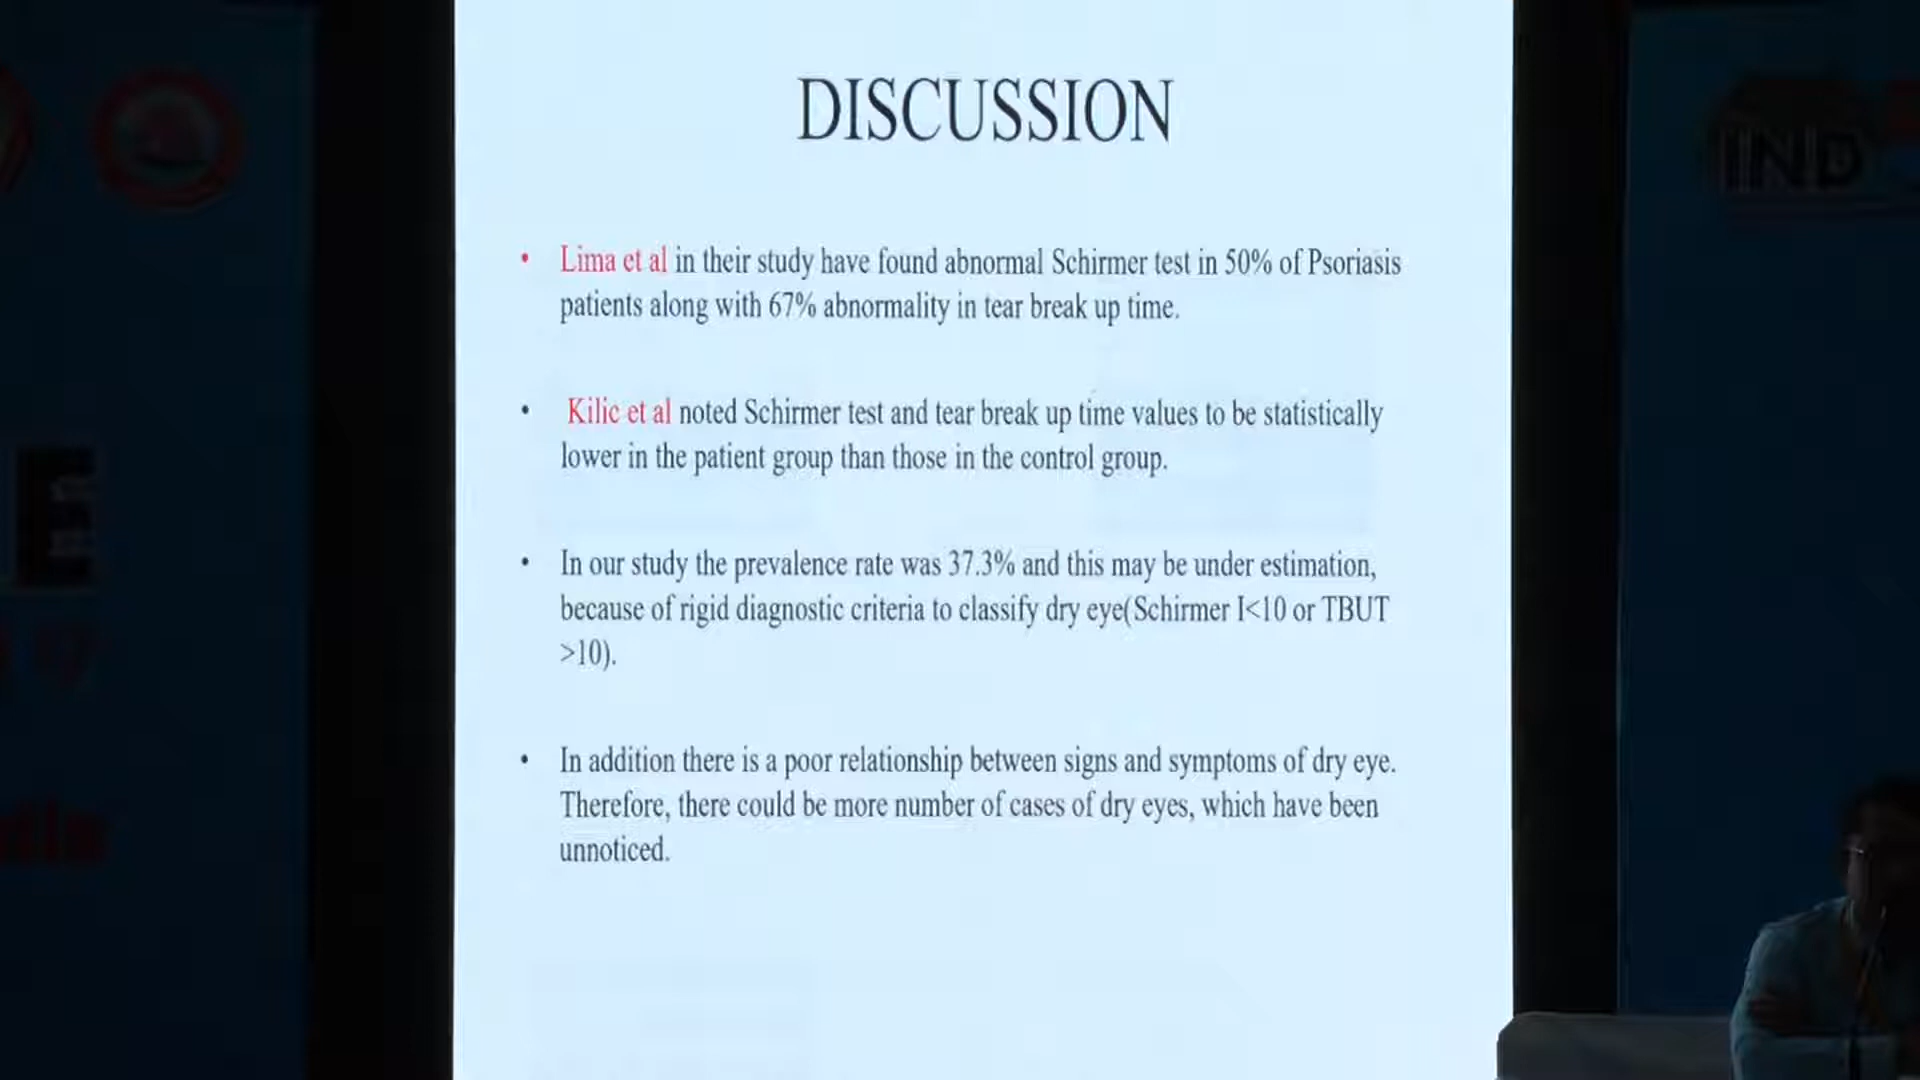 DISCUSSION
• Lima et al in their study have found abnormal Schirmer test in 50% of Psoriasis
patients along with 67% abnormality in tear break up time.
• Kilic et al noted Schirmer test and tear break up time values to be statistically
lower in the patient group than those in the control group.
• In our study the prevalence rate was 37.3% and this may be under estimation,
because of rigid diagnostic criteria to classify dry eye(Schirmer I<10 or TBUT
>10).
• In addition there is a poor relationship between signs and symptoms of dry eye.
Therefore, there could be more number of cases of dry eyes, which have been
unnoticed.
IND
E